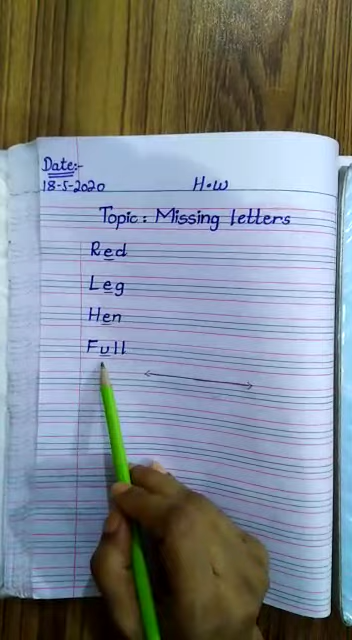 Date:-
18-5-2020 H.W
Topic: Missing letters
Red
Leg
Hen
Full